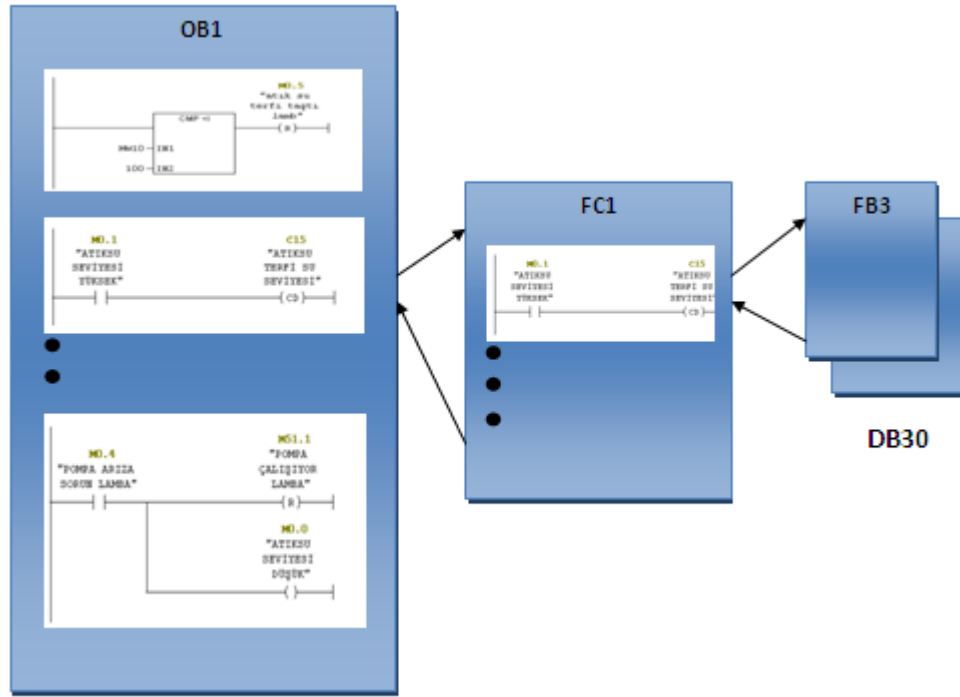 OB1
M0.5
"Atık su
terfi taştı
lamb"
CMP <I
(R)
MW10 IN1
100 IN2
M0.1
"ATIKSU
SEVİYESİ
YÜKSEK"
C15
"ATIKSU
TERFİ SU
SEVİYESİ"
(CD)
M0.4
"POMPA ARIZA
SORUN LAMBA"
M51.1
"POMPA
ÇALIŞIYOR
LAMBA"
(R)
M0.0
"ATIKSU
SEVİYESİ
DÜŞÜK"
( )
FC1
M0.1
"ATIKSU
SEVİYESİ
YÜKSEK"
C15
"ATIKSU
TERFİ SU
SEVİYESİ"
(CD)
FB3
DB30